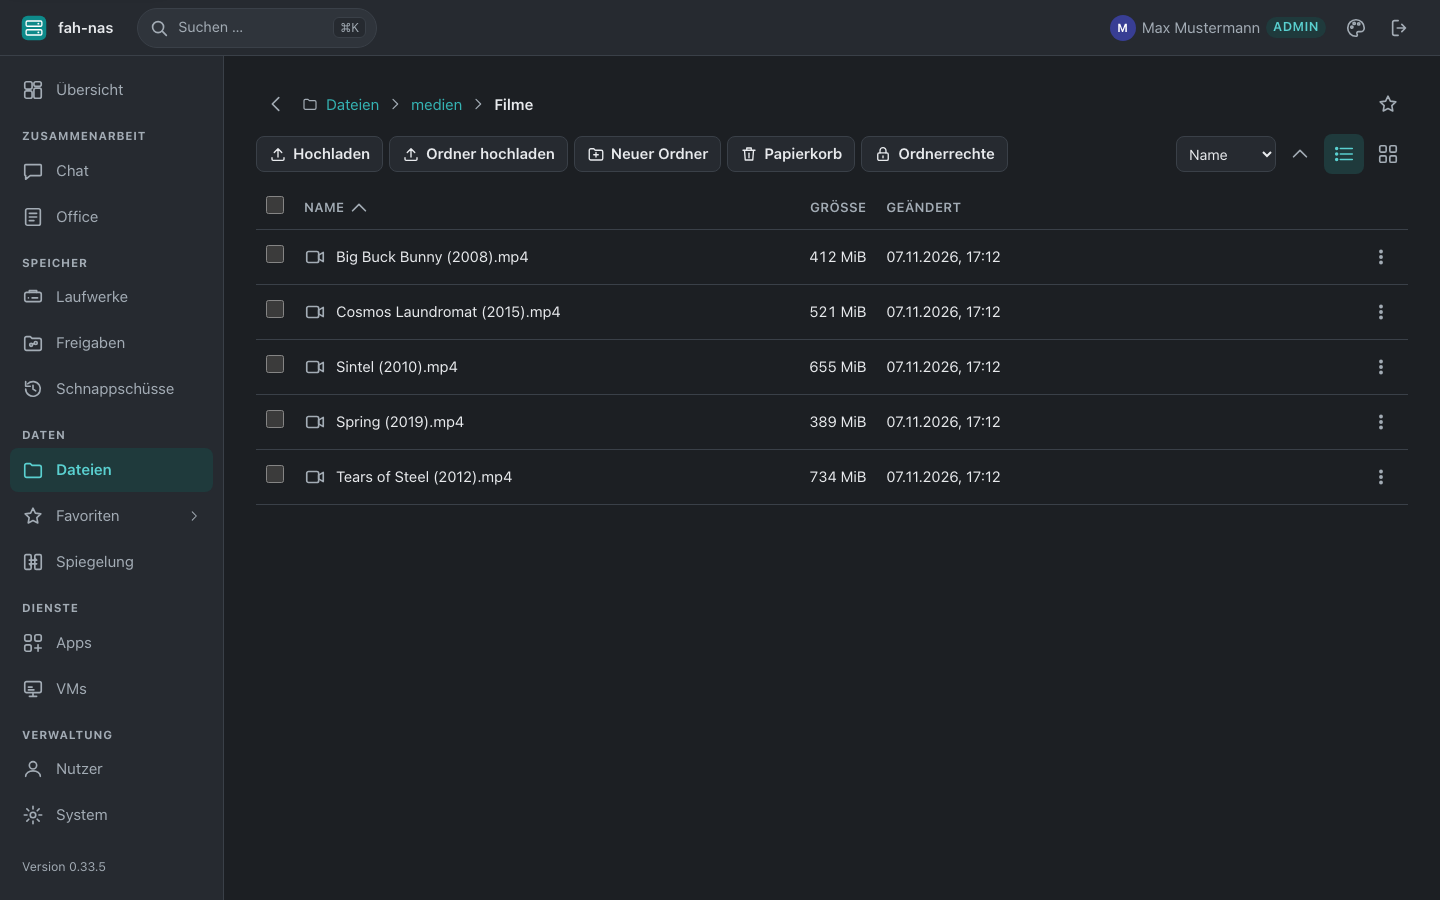 fah-nas
Suchen ...
⌘K
M
Max Mustermann
ADMIN
Übersicht
ZUSAMMENARBEIT
Chat
Office
SPEICHER
Laufwerke
Freigaben
Schnappschüsse
DATEN
Dateien
Favoriten
Spiegelung
DIENSTE
Apps
VMs
VERWALTUNG
Nutzer
System
Version 0.33.5
Dateien > medien > Filme
Hochladen Ordner hochladen Neuer Ordner Papierkorb Ordnerrechte Name
NAME GRÖSSE GEÄNDERT
Big Buck Bunny (2008).mp4 412 MiB 07.11.2026, 17:12
Cosmos Laundromat (2015).mp4 521 MiB 07.11.2026, 17:12
Sintel (2010).mp4 655 MiB 07.11.2026, 17:12
Spring (2019).mp4 389 MiB 07.11.2026, 17:12
Tears of Steel (2012).mp4 734 MiB 07.11.2026, 17:12